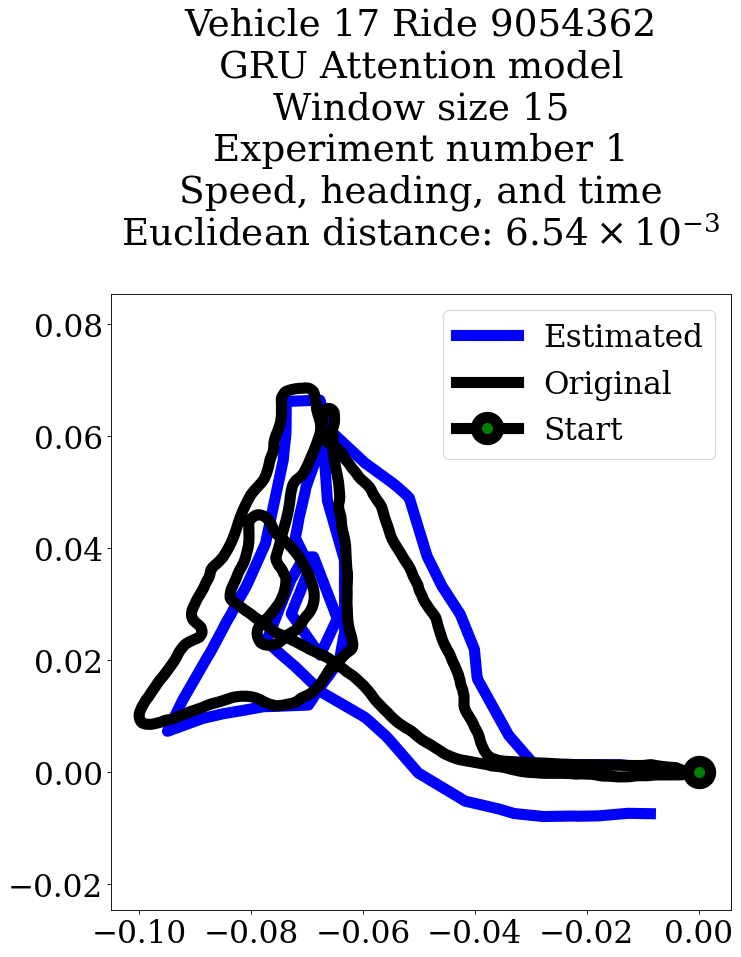 Vehicle 17 Ride 9054362
GRU Attention model
Window size 15
Experiment number 1
Speed, heading, and time
Euclidean distance: 6.54 × 10⁻³
Estimated
Original
Start
0.08
0.06
0.04
0.02
0.00
−0.02
−0.10 −0.08 −0.06 −0.04 −0.02 0.00